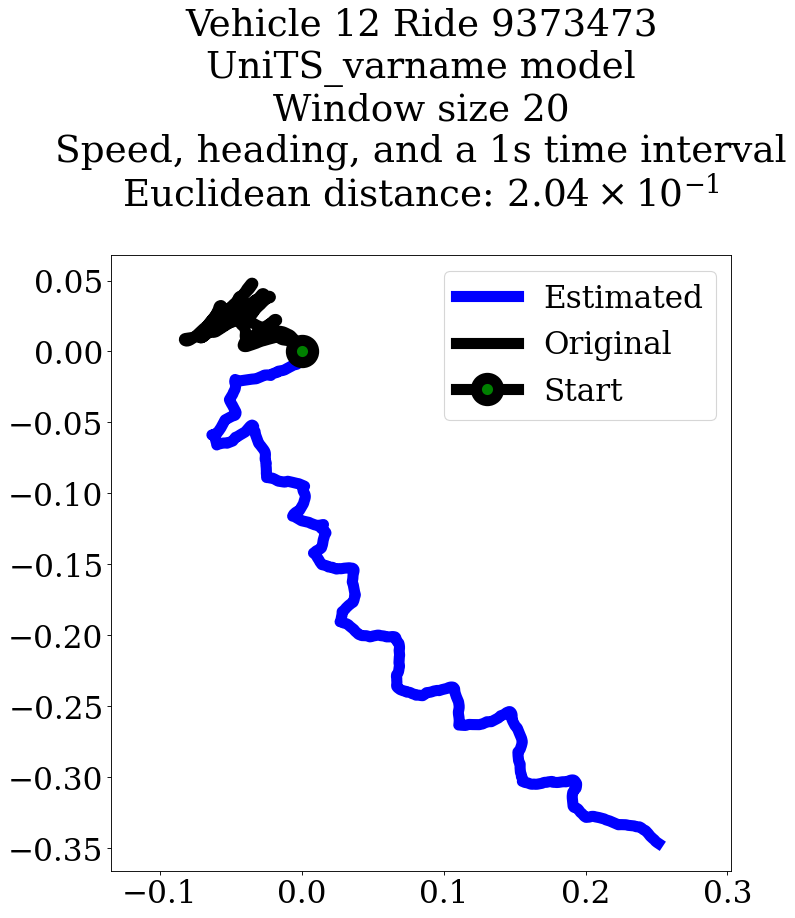 Vehicle 12 Ride 9373473
UniTS_varname model
Window size 20
Speed, heading, and a 1s time interval
Euclidean distance: 2.04 × 10⁻¹
0.05
0.00
−0.05
−0.10
−0.15
−0.20
−0.25
−0.30
−0.35
Estimated
Original
Start
−0.1
0.0
0.1
0.2
0.3